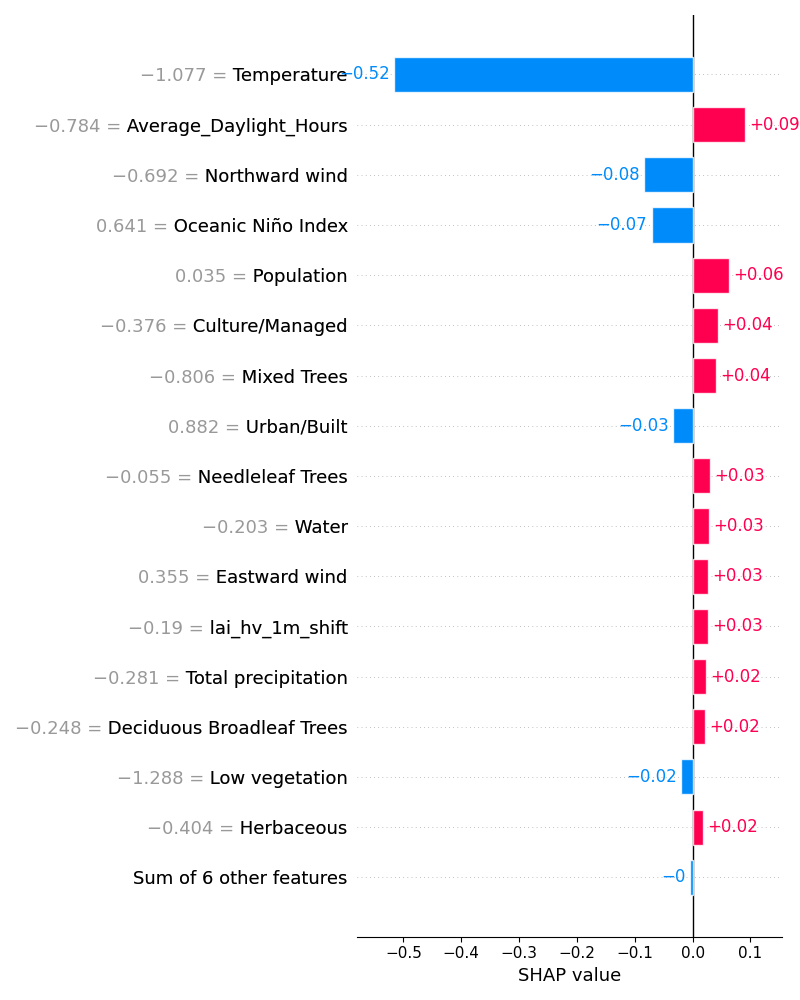 −1.077 = Temperature −0.52
−0.784 = Average_Daylight_Hours +0.09
−0.692 = Northward wind −0.08
0.641 = Oceanic Niño Index −0.07
0.035 = Population +0.06
−0.376 = Culture/Managed +0.04
−0.806 = Mixed Trees +0.04
0.882 = Urban/Built −0.03
−0.055 = Needleleaf Trees +0.03
−0.203 = Water +0.03
0.355 = Eastward wind +0.03
−0.19 = lai_hv_1m_shift +0.03
−0.281 = Total precipitation +0.02
−0.248 = Deciduous Broadleaf Trees +0.02
−1.288 = Low vegetation −0.02
−0.404 = Herbaceous +0.02
Sum of 6 other features −0
−0.5 −0.4 −0.3 −0.2 −0.1 0.0 0.1
SHAP value